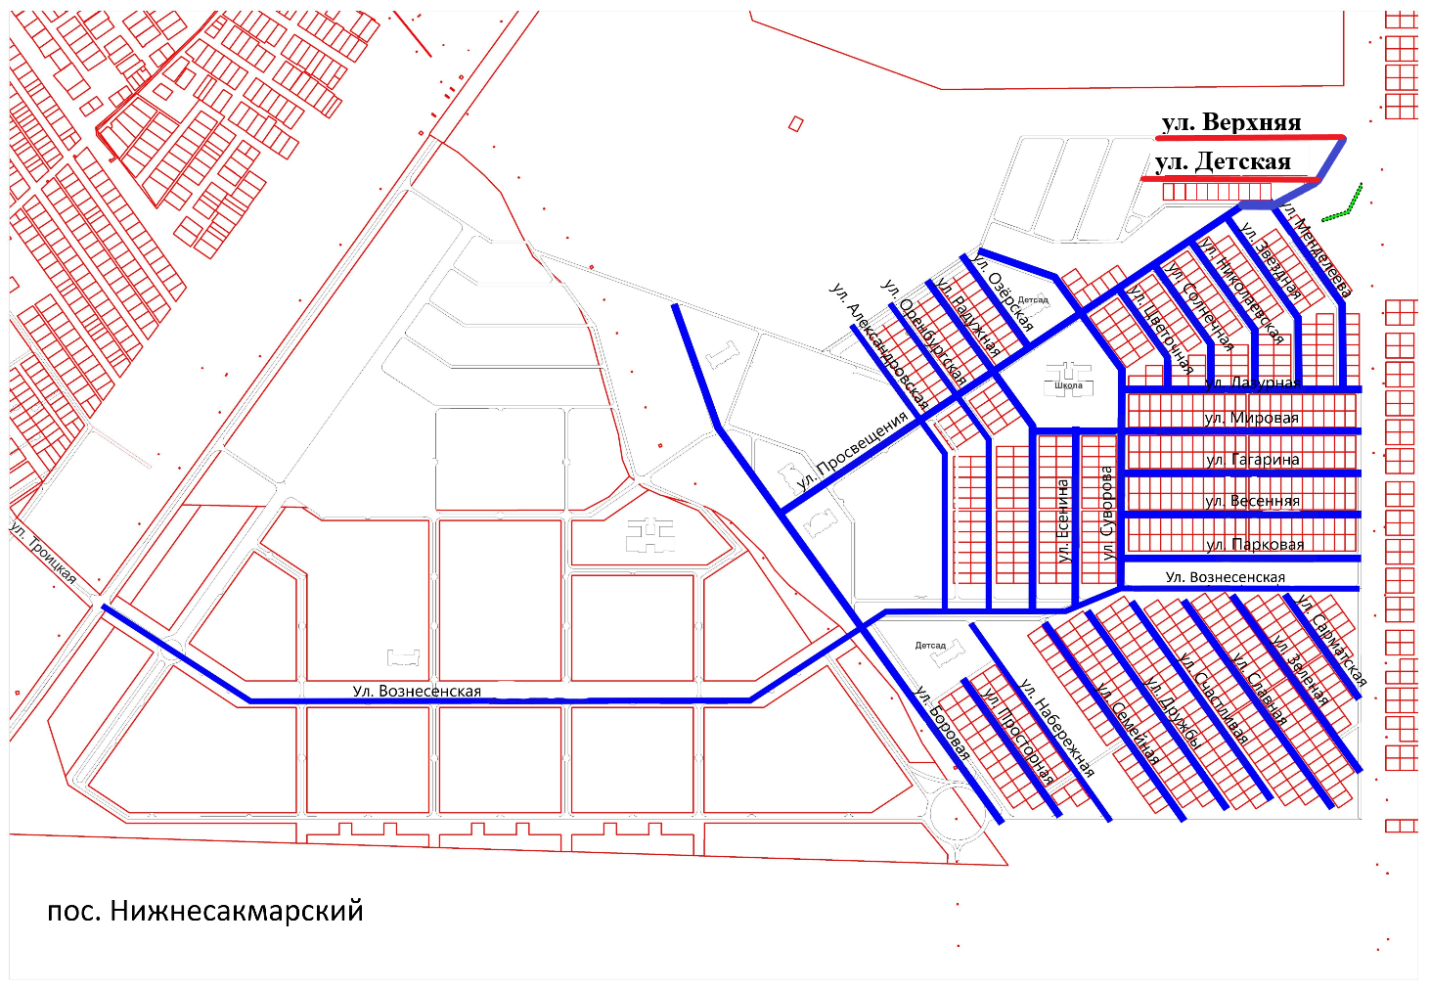 ул. Верхняя
ул. Детская
ул. Менделеева
ул. Звездная
ул. Николаевская
ул. Солнечная
ул. Цветочная
ул. Озёрская
Детсад
ул. Радужная
ул. Оренбургская
ул. Александровская
Школа
ул. Лазурная
ул. Мировая
ул. Просвещения
ул. Гагарина
ул. Есенина
ул. Суворова
ул. Весенняя
ул. Парковая
ул. Троицкая
Ул. Вознесенская
Ул. Вознесенская
Детсад
ул. Боровая
ул. Просторная
ул. Набережная
ул. Семейная
ул. Дружбы
ул. Счастливая
ул. Славная
ул. Зеленая
ул. Сарматская
пос. Нижнесакмарский